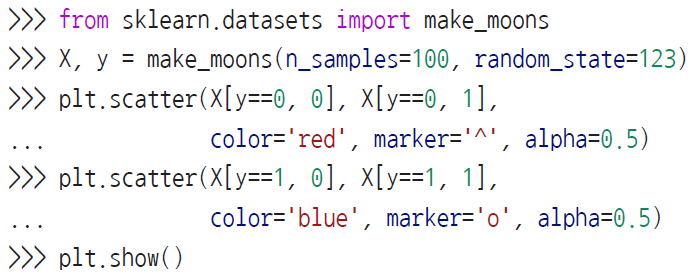 >>> from sklearn.datasets import make_moons
>>> X, y = make_moons(n_samples=100, random_state=123)
>>> plt.scatter(X[y==0, 0], X[y==0, 1],
...             color='red', marker='^', alpha=0.5)
>>> plt.scatter(X[y==1, 0], X[y==1, 1],
...             color='blue', marker='o', alpha=0.5)
>>> plt.show()